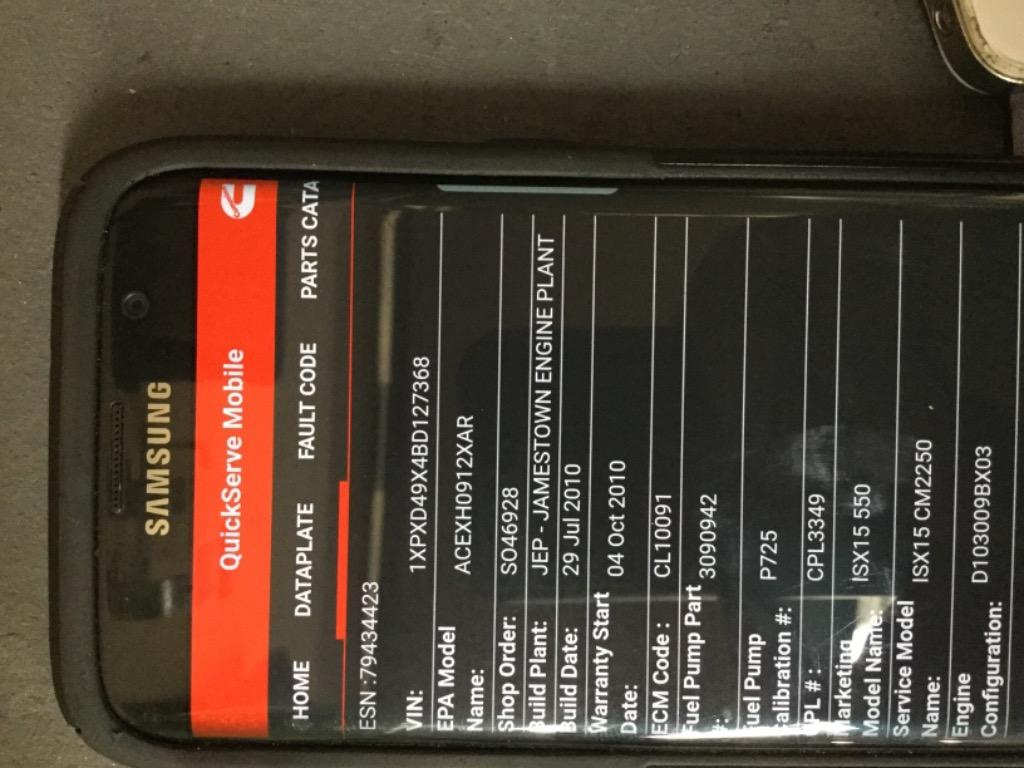 SAMSUNG
QuickServe Mobile
HOME DATAPLATE FAULT CODE PARTS CATA
ESN :79434423
VIN: 1XPXD49X4BD127368
EPA Model
Name: ACEXH0912XAR
Shop Order: SO46928
Build Plant: JEP - JAMESTOWN ENGINE PLANT
Build Date: 29 Jul 2010
Warranty Start
Date: 04 Oct 2010
ECM Code : CL10091
Fuel Pump Part
#: 3090942
Fuel Pump
Calibration #: P725
CPL # : CPL3349
Marketing
Model Name: ISX15 550
Service Model
Name: ISX15 CM2250
Engine
Configuration: D103009BX03